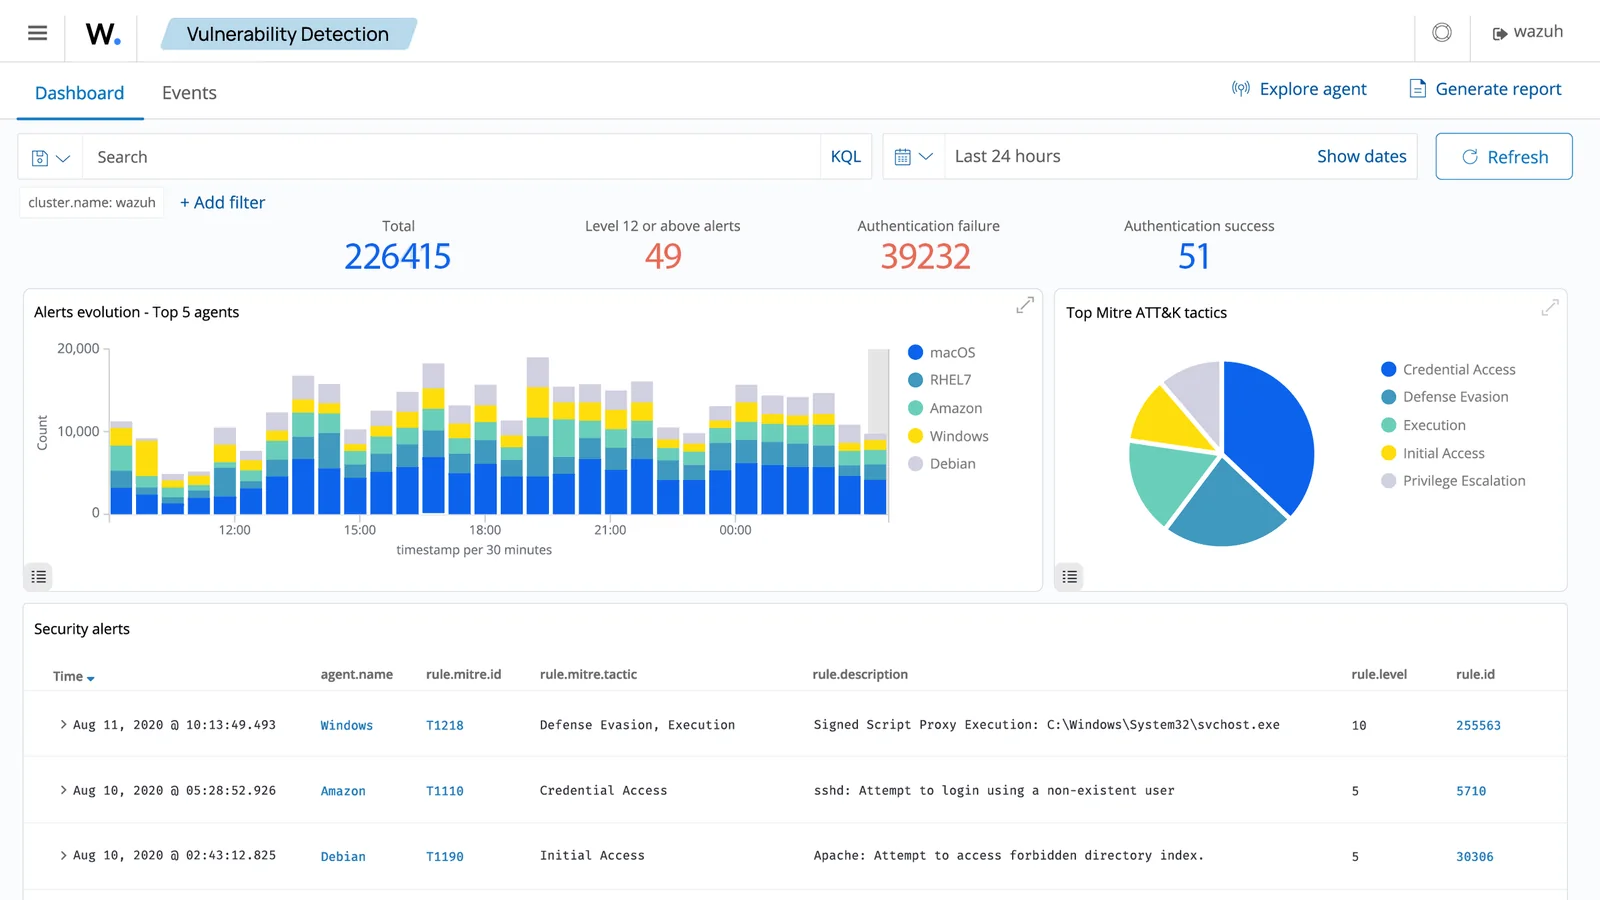 W.
Vulnerability Detection
wazuh
Dashboard
Events
Explore agent
Generate report
Search
KQL
Last 24 hours
Show dates
Refresh
cluster.name: wazuh
+ Add filter
Total
226415
Level 12 or above alerts
49
Authentication failure
39232
Authentication success
51
Alerts evolution - Top 5 agents
20,000
10,000
0
Count
12:00
15:00
18:00
21:00
00:00
timestamp per 30 minutes
macOS
RHEL7
Amazon
Windows
Debian
Top Mitre ATT&K tactics
Credential Access
Defense Evasion
Execution
Initial Access
Privilege Escalation
Security alerts
Time agent.name rule.mitre.id rule.mitre.tactic rule.description rule.level rule.id
> Aug 11, 2020 @ 10:13:49.493 Windows T1218 Defense Evasion, Execution Signed Script Proxy Execution: C:\Windows\System32\svchost.exe 10 255563
> Aug 10, 2020 @ 05:28:52.926 Amazon T1110 Credential Access sshd: Attempt to login using a non-existent user 5 5710
> Aug 10, 2020 @ 02:43:12.825 Debian T1190 Initial Access Apache: Attempt to access forbidden directory index. 5 30306